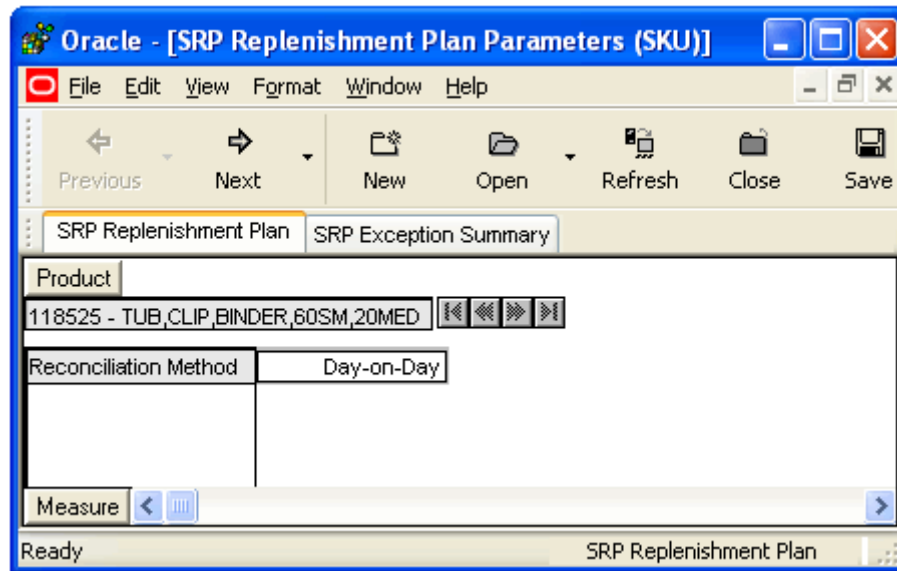 Oracle - [SRP Replenishment Plan Parameters (SKU)]
File Edit View Format Window Help
Previous Next New Open Refresh Close Save
SRP Replenishment Plan SRP Exception Summary
Product
118525 - TUB,CLIP,BINDER,60SM,20MED
Reconciliation Method Day-on-Day
Measure
Ready SRP Replenishment Plan